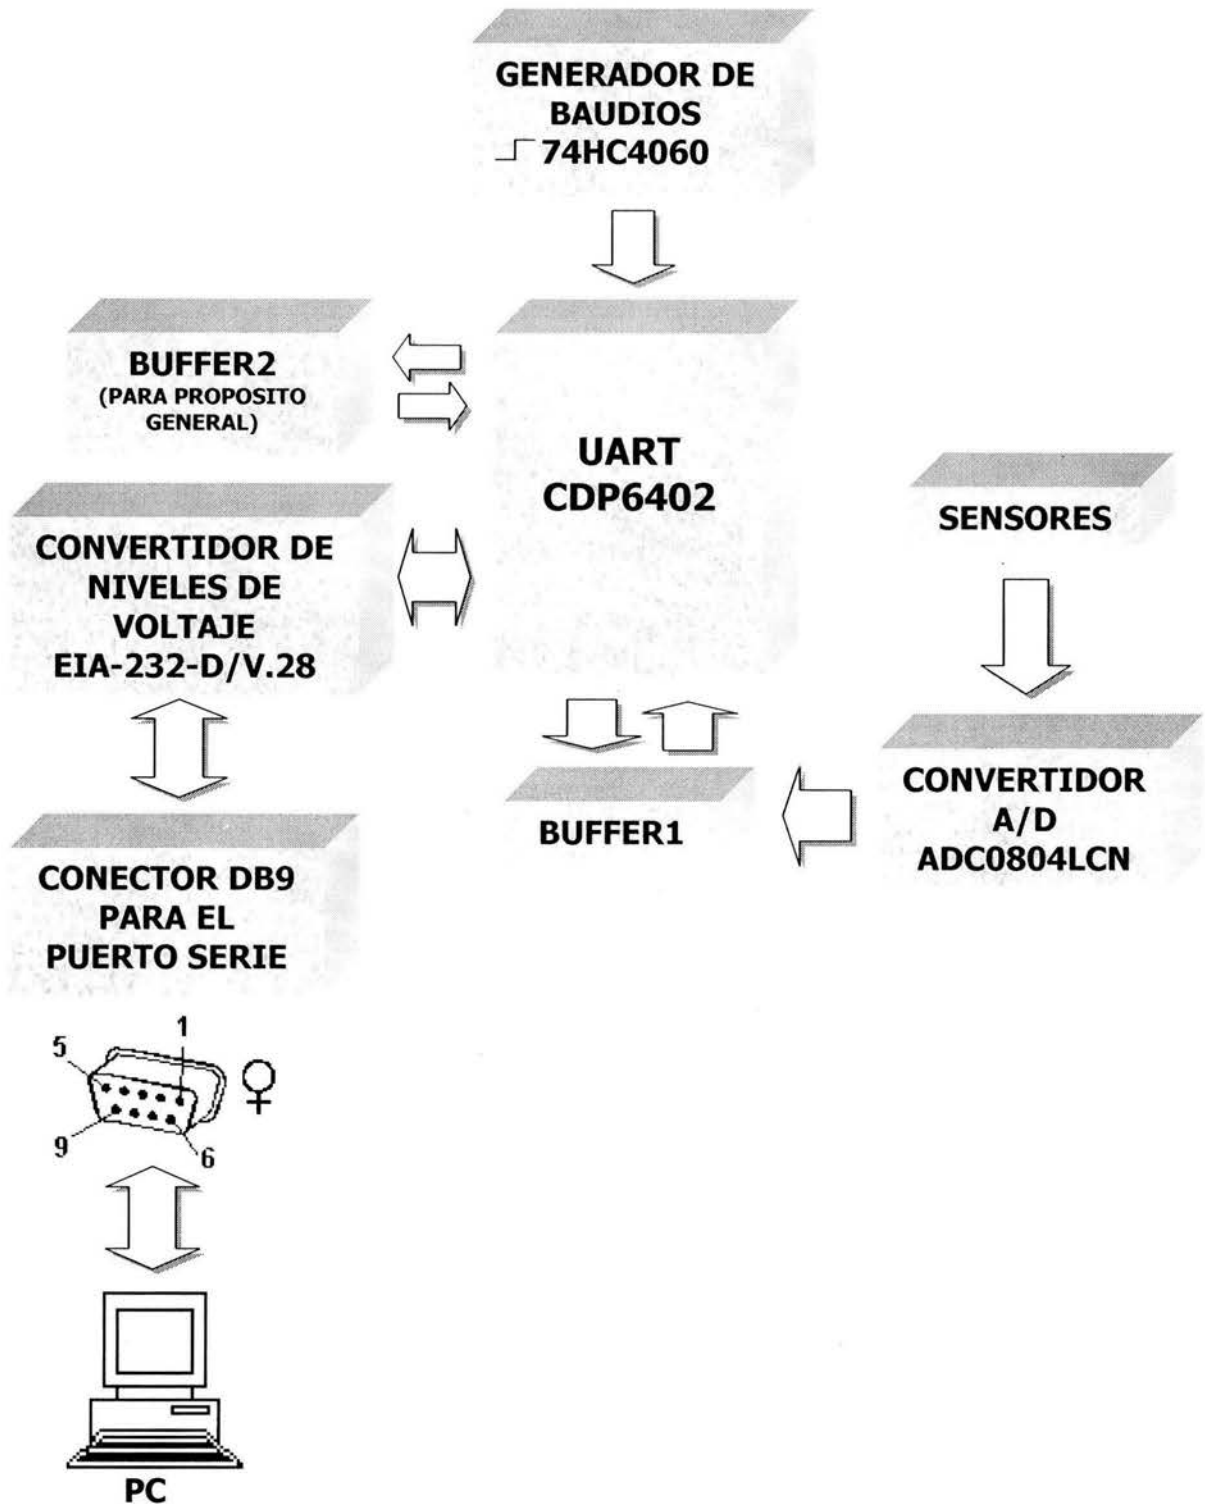 GENERADOR DE
BAUDIOS
74HC4060
BUFFER2
(PARA PROPOSITO
GENERAL)
UART
CDP6402
SENSORES
CONVERTIDOR DE
NIVELES DE
VOLTAJE
EIA-232-D/V.28
CONVERTIDOR
A/D
ADC0804LCN
BUFFER1
CONECTOR DB9
PARA EL
PUERTO SERIE
1
5
9
6
PC